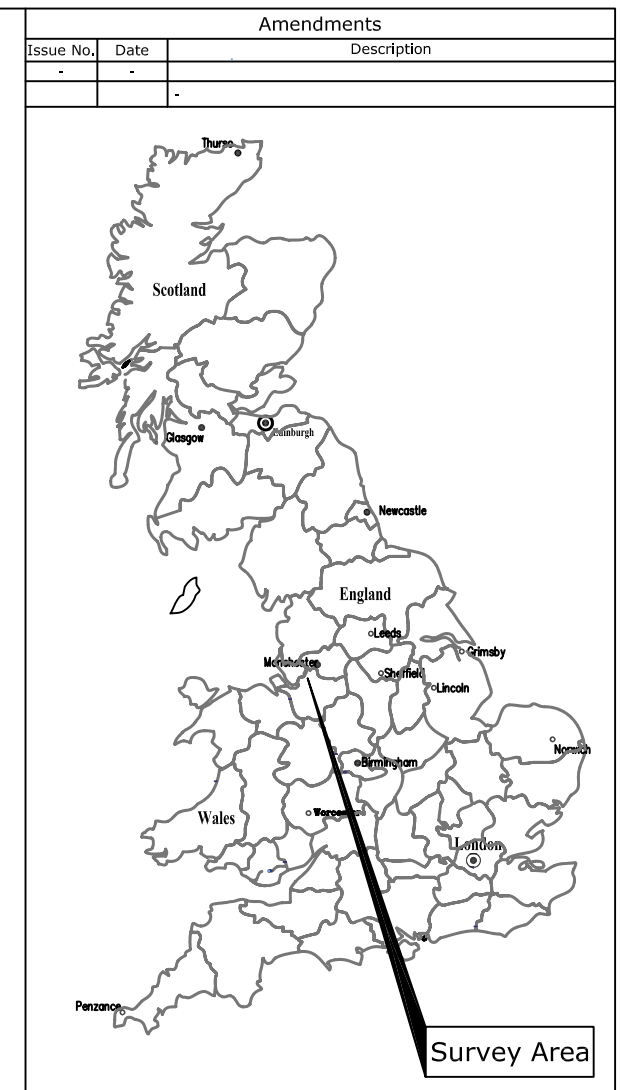 Amendments
Issue No. Date Description
- -
-
Thurso
Scotland
Edinburgh
Glasgow
Newcastle
England
Leeds
Grimsby
Manchester
Sheffield
Lincoln
Norwich
Birmingham
Wales
Worcester
London
Penzance
Survey Area